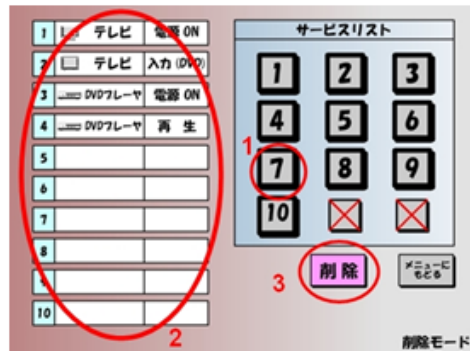 1 テレビ 電源 ON
2 テレビ 入力 (DVD)
3 DVDプレーヤ 電源 ON
4 DVDプレーヤ 再 生
5
6
7
8
9
10
2
サービスリスト
1 2 3
4 5 6
1
7 8 9
10
3
削 除
メニューに
もどる
削除モード